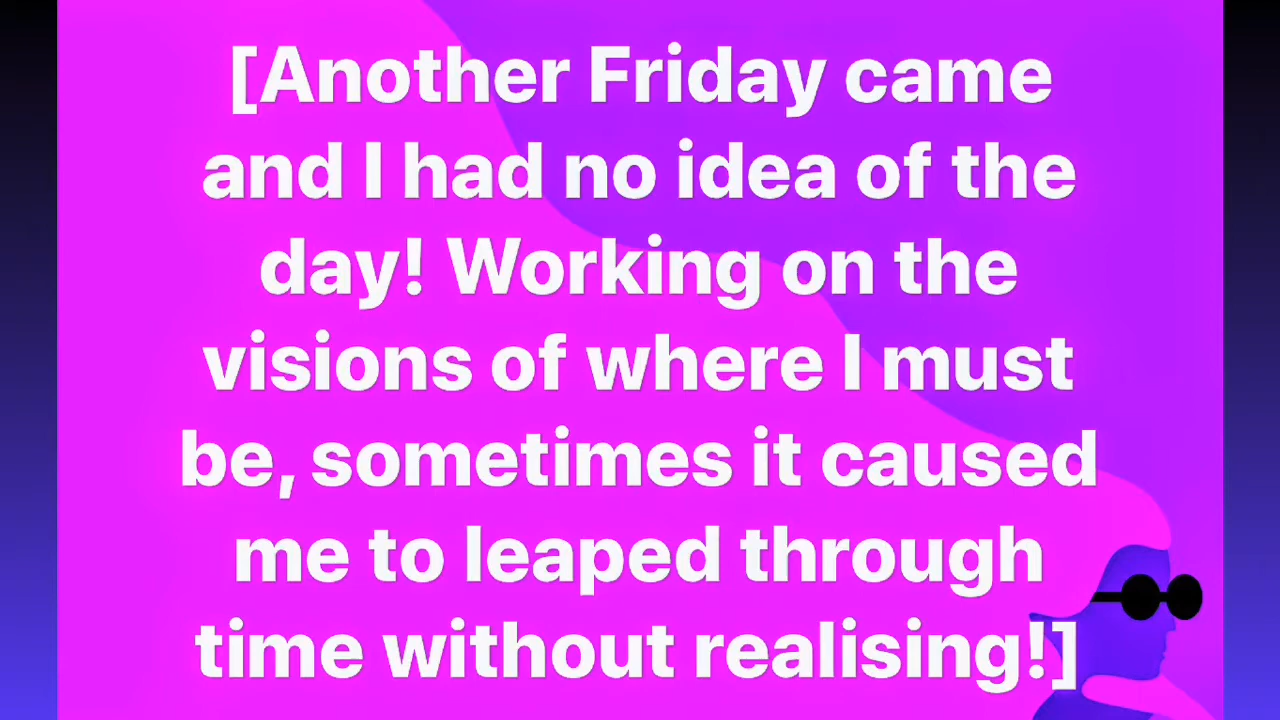 [Another Friday came
and I had no idea of the
day! Working on the
visions of where I must
be, sometimes it caused
me to leaped through
time without realising!]